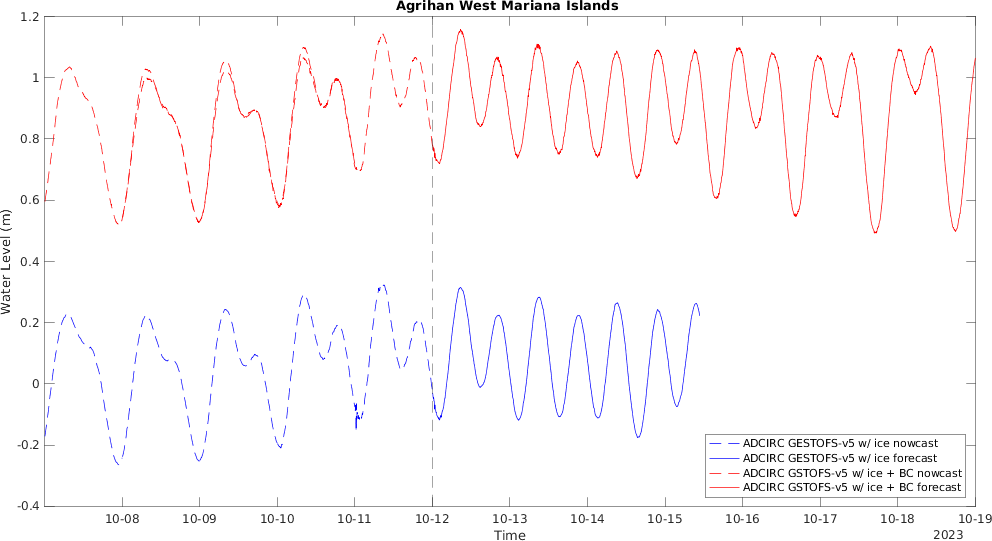 Agrihan West Mariana Islands
Water Level (m)
1.2
1
0.8
0.6
0.4
0.2
0
-0.2
-0.4
ADCIRC GESTOFS-v5 w/ ice nowcast
ADCIRC GESTOFS-v5 w/ ice forecast
ADCIRC GSTOFS-v5 w/ ice + BC nowcast
ADCIRC GSTOFS-v5 w/ ice + BC forecast
10-08 10-09 10-10 10-11 10-12 10-13 10-14 10-15 10-16 10-17 10-18 10-19
Time
2023